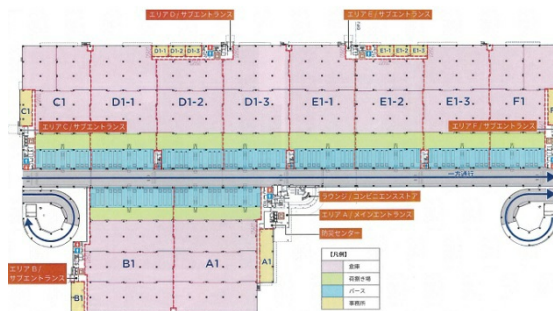 エリアD/サブエントランス
エリアE/サブエントランス
D1-1 D1-2 D1-3
E1-1 E1-2 E1-3
C1 D1-1 D1-2 D1-3 E1-1 E1-2 E1-3 F1
C1
エリアC/サブエントランス
エリアF/サブエントランス
一方通行
ラウンジ/コンビニエンスストア
エリアA/メインエントランス
防災センター
B1 A1 A1
エリアB/
サブエントランス
B1
【凡例】
倉庫
荷捌き場
バース
事務所